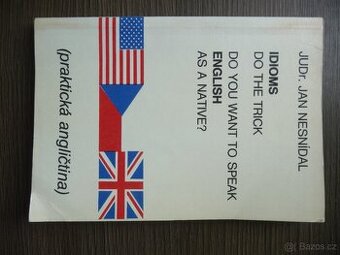 JUDr. JAN NESNÍDAL
IDIOMS
DO THE TRICK
DO YOU WANT TO SPEAK
ENGLISH
AS A NATIVE?
(praktická angličtina)
Bazos.cz